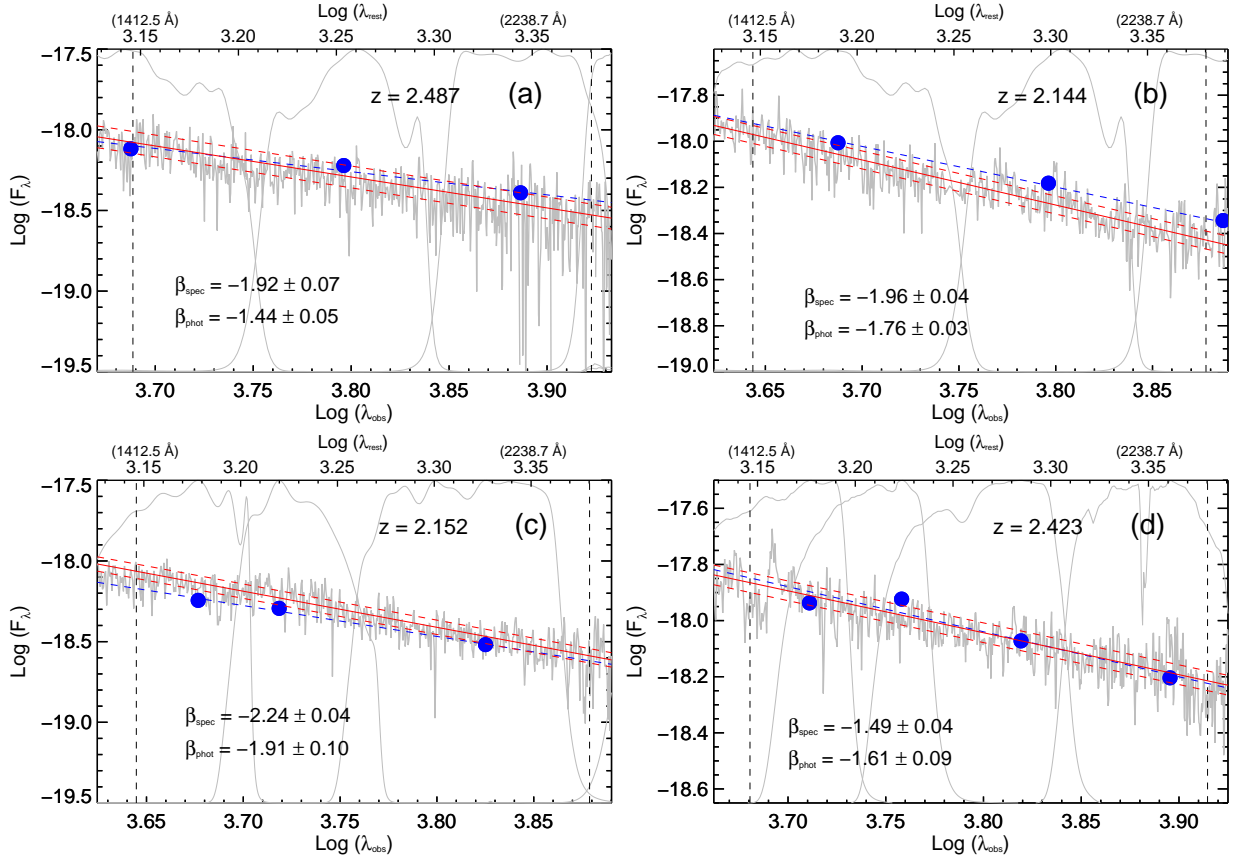 Log (λrest)
(1412.5 Å) (2238.7 Å)
3.15 3.20 3.25 3.30 3.35
z = 2.487 (a)
−17.5
−18.0
−18.5
−19.0
−19.5
Log (Fλ)
βspec = −1.92 ± 0.07
βphot = −1.44 ± 0.05
3.70 3.75 3.80 3.85 3.90
Log (λobs)
Log (λrest)
(1412.5 Å) (2238.7 Å)
3.15 3.20 3.25 3.30 3.35
z = 2.144 (b)
−17.8
−18.0
−18.2
−18.4
−18.6
−18.8
−19.0
Log (Fλ)
βspec = −1.96 ± 0.04
βphot = −1.76 ± 0.03
3.65 3.70 3.75 3.80 3.85
Log (λobs)
Log (λrest)
(1412.5 Å) (2238.7 Å)
3.15 3.20 3.25 3.30 3.35
z = 2.152 (c)
−17.5
−18.0
−18.5
−19.0
−19.5
Log (Fλ)
βspec = −2.24 ± 0.04
βphot = −1.91 ± 0.10
3.65 3.70 3.75 3.80 3.85
Log (λobs)
Log (λrest)
(1412.5 Å) (2238.7 Å)
3.15 3.20 3.25 3.30 3.35
z = 2.423 (d)
−17.6
−17.8
−18.0
−18.2
−18.4
−18.6
Log (Fλ)
βspec = −1.49 ± 0.04
βphot = −1.61 ± 0.09
3.70 3.75 3.80 3.85 3.90
Log (λobs)